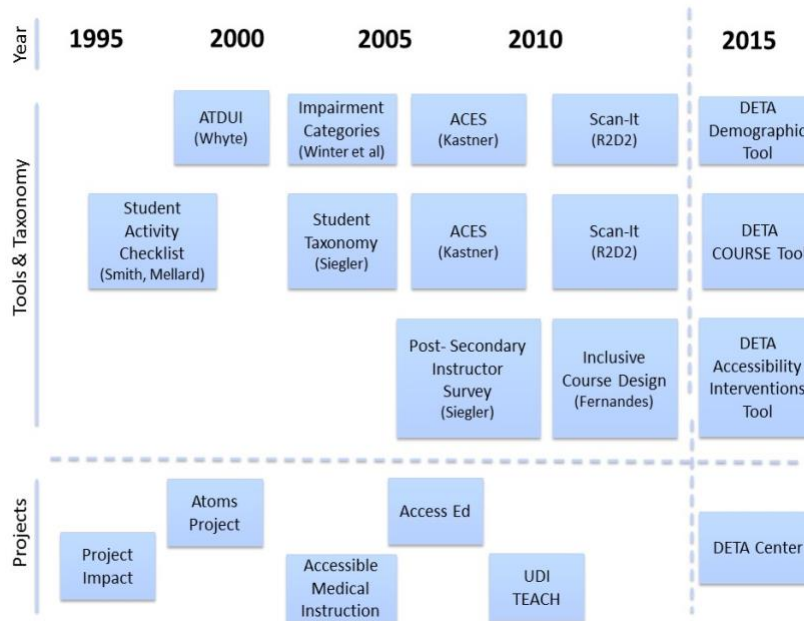 Year
1995
2000
2005
2010
2015
Tools & Taxonomy
ATDUI
(Whyte)
Impairment
Categories
(Winter et al)
ACES
(Kastner)
Scan-It
(R2D2)
DETA
Demographic
Tool
Student
Activity
Checklist
(Smith, Mellard)
Student
Taxonomy
(Siegler)
ACES
(Kastner)
Scan-It
(R2D2)
DETA
COURSE Tool
Post- Secondary
Instructor
Survey
(Siegler)
Inclusive
Course Design
(Fernandes)
DETA
Accessibility
Interventions
Tool
Projects
Project
Impact
Atoms
Project
Accessible
Medical
Instruction
Access Ed
UDI
TEACH
DETA Center